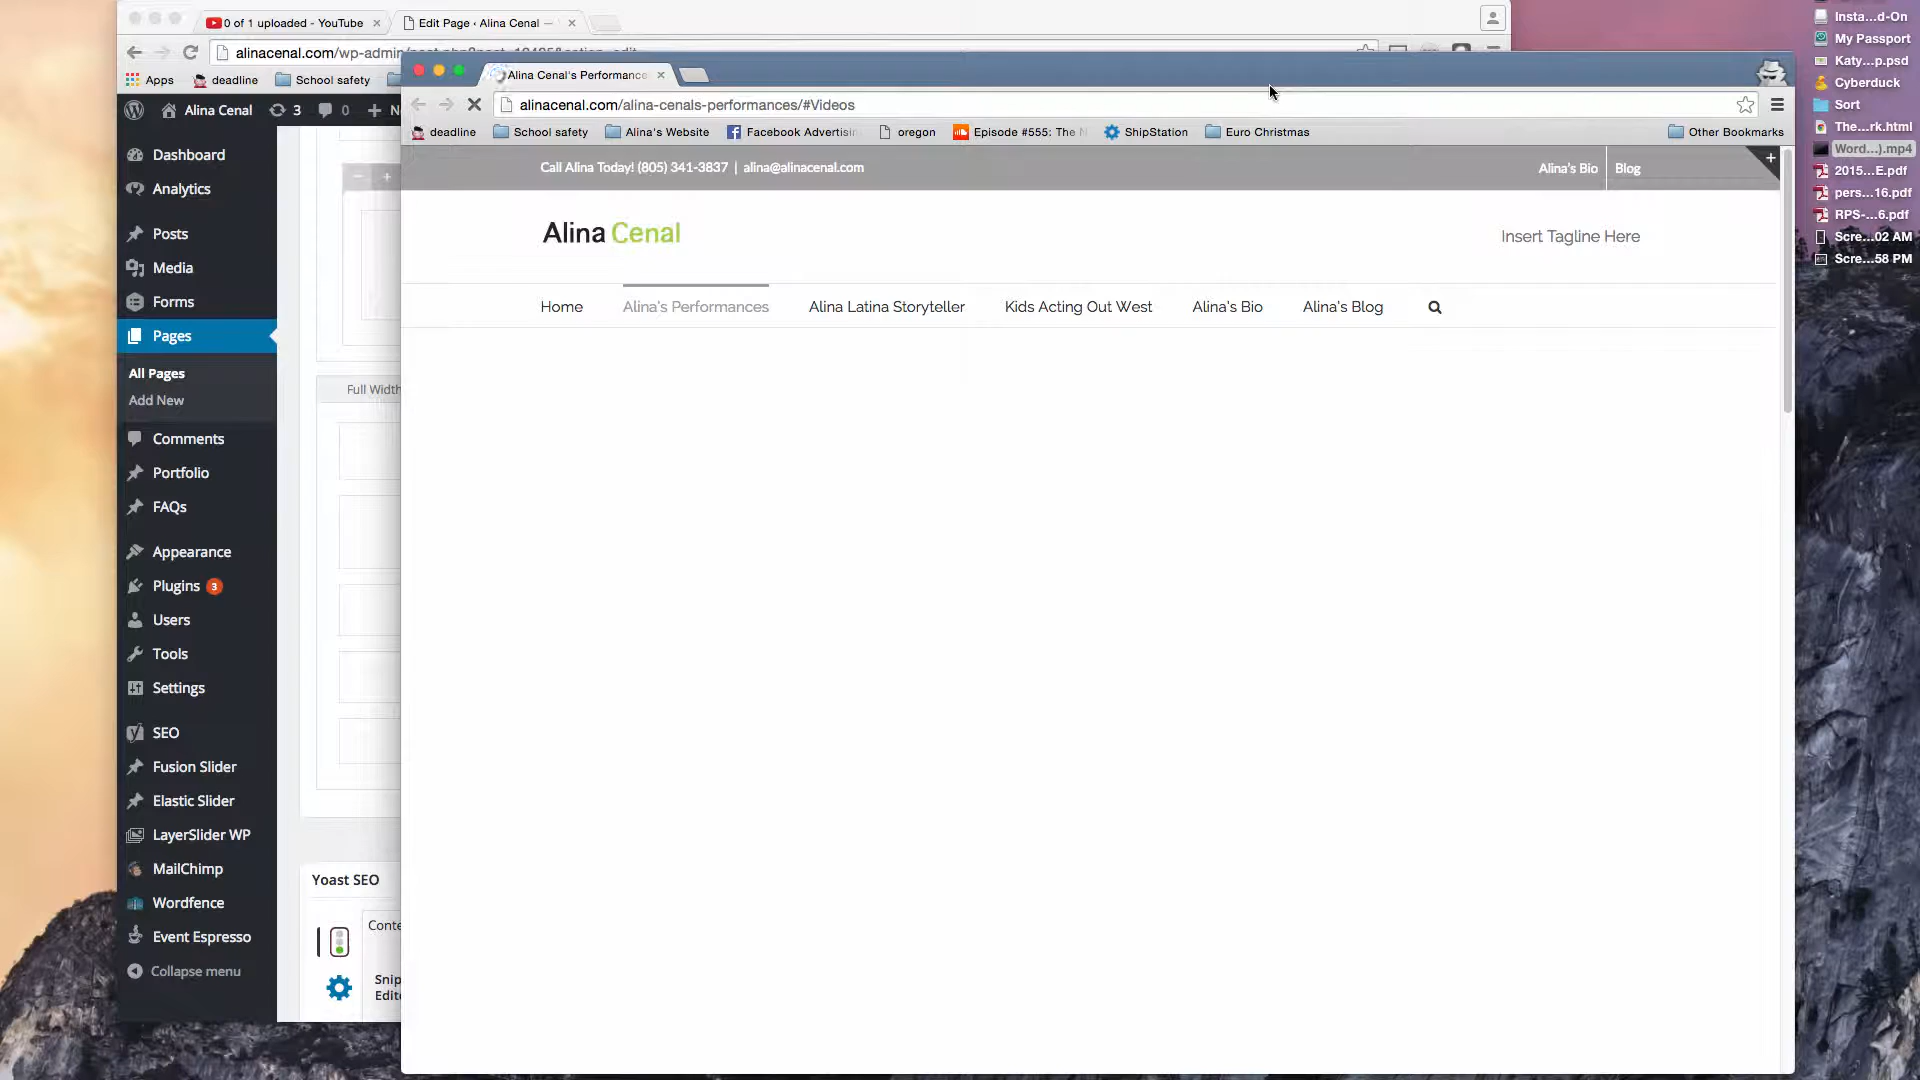 0 of 1 uploaded - YouTube
Edit Page ‹ Alina Cenal —
Apps
deadline
School safety
Alina Cenal
3
0
Dashboard
Analytics
Posts
Media
Forms
Pages
All Pages
Add New
Comments
Portfolio
FAQs
Appearance
Plugins 3
Users
Tools
Settings
SEO
Fusion Slider
Elastic Slider
LayerSlider WP
MailChimp
Wordfence
Event Espresso
Collapse menu
Full Width
Yoast SEO
Conte
Snip
Edito
Alina Cenal's Performance
alinacenal.com/alina-cenals-performances/#Videos
deadline
School safety
Alina's Website
Facebook Advertisin
oregon
Episode #555: The
ShipStation
Euro Christmas
Other Bookmarks
Call Alina Today! (805) 341-3837 | alina@alinacenal.com
Alina's Bio
Blog
Alina Cenal
Insert Tagline Here
Home
Alina's Performances
Alina Latina Storyteller
Kids Acting Out West
Alina's Bio
Alina's Blog
Insta...d-On
My Passport
Katy...p.psd
Cyberduck
Sort
The...rk.html
Word...).mp4
2015...E.pdf
pers...16.pdf
RPS-...6.pdf
Scre...02 AM
Scre...58 PM